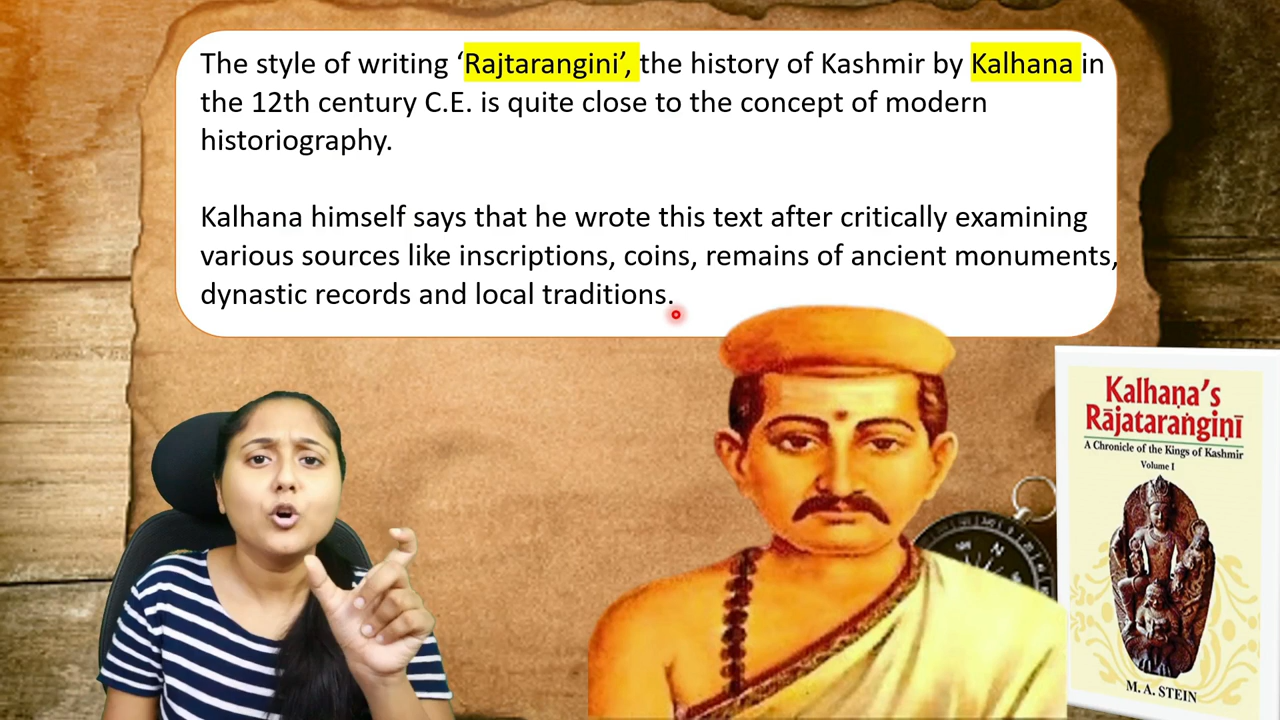 The style of writing ‘Rajtarangini’, the history of Kashmir by Kalhana in
the 12th century C.E. is quite close to the concept of modern
historiography.
Kalhana himself says that he wrote this text after critically examining
various sources like inscriptions, coins, remains of ancient monuments,
dynastic records and local traditions.
Kalhaṇa’s
Rājataraṅgiṇī
A Chronicle of the Kings of Kashmir
Volume I
M. A. STEIN